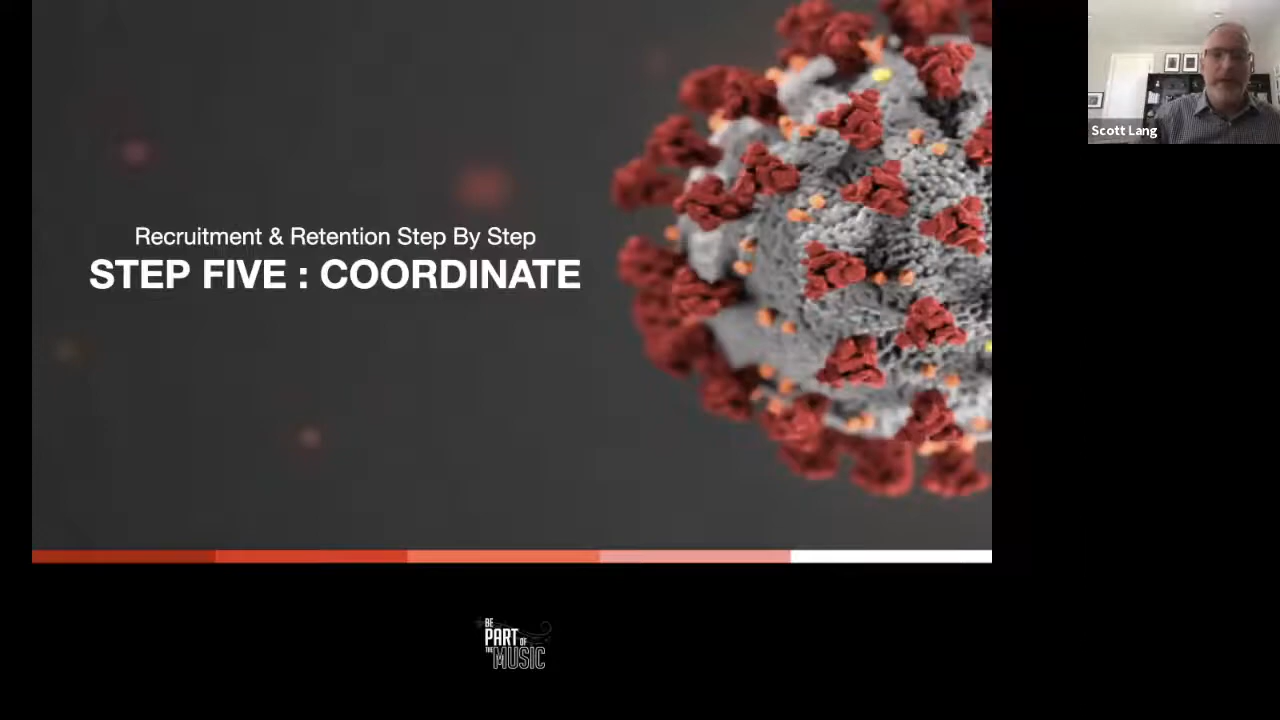 Recruitment & Retention Step By Step
STEP FIVE : COORDINATE
Scott Lang
BE
PART OF
THE MUSIC